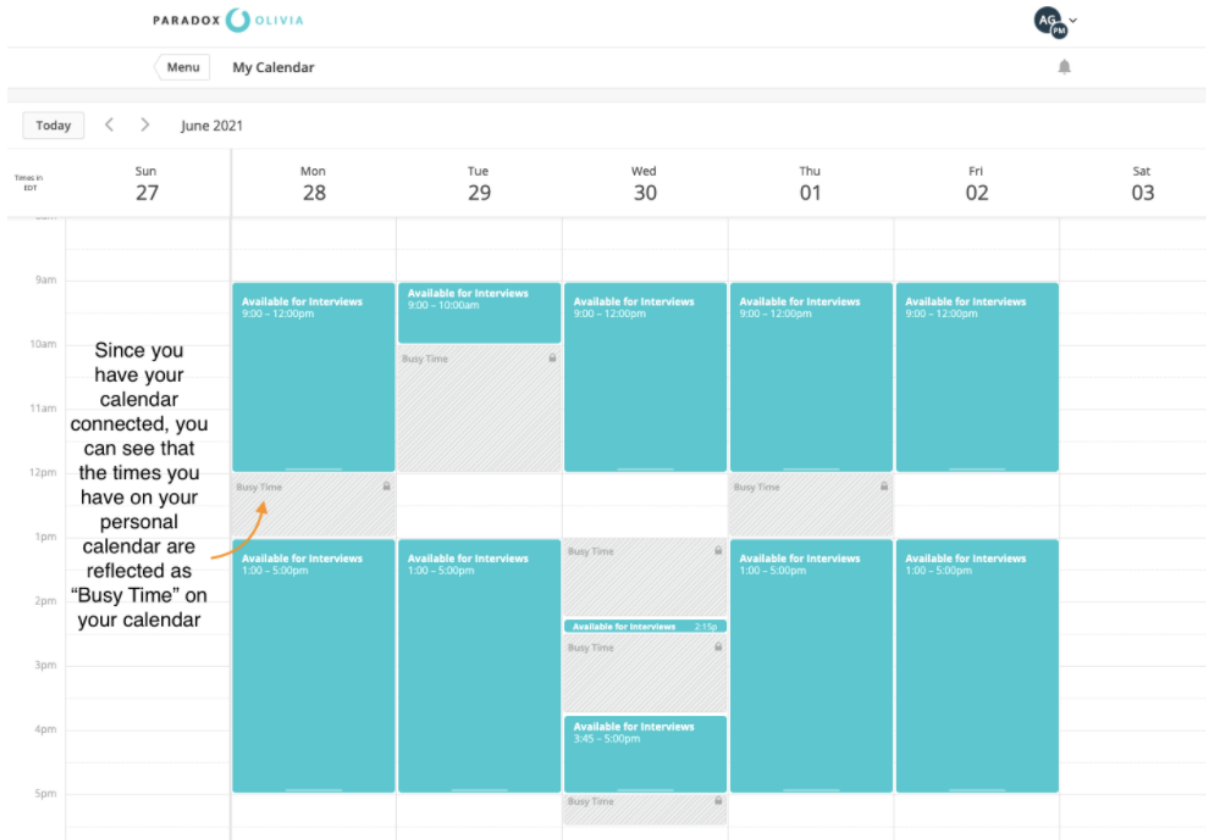 PARADOX OLIVIA
AG
PM
Menu
My Calendar
Today
June 2021
Times in
EDT
Sun
27
Mon
28
Tue
29
Wed
30
Thu
01
Fri
02
Sat
03
9am
10am
11am
12pm
1pm
2pm
3pm
4pm
5pm
Since you
have your
calendar
connected, you
can see that
the times you
have on your
personal
calendar are
reflected as
“Busy Time” on
your calendar
Available for Interviews
9:00 – 12:00pm
Busy Time
Available for Interviews
1:00 – 5:00pm
Available for Interviews
9:00 – 10:00am
Busy Time
Available for Interviews
1:00 – 5:00pm
Available for Interviews
9:00 – 12:00pm
Busy Time
Available for Interviews 2:15p
Busy Time
Available for Interviews
3:45 – 5:00pm
Busy Time
Available for Interviews
9:00 – 12:00pm
Busy Time
Available for Interviews
1:00 – 5:00pm
Available for Interviews
9:00 – 12:00pm
Available for Interviews
1:00 – 5:00pm